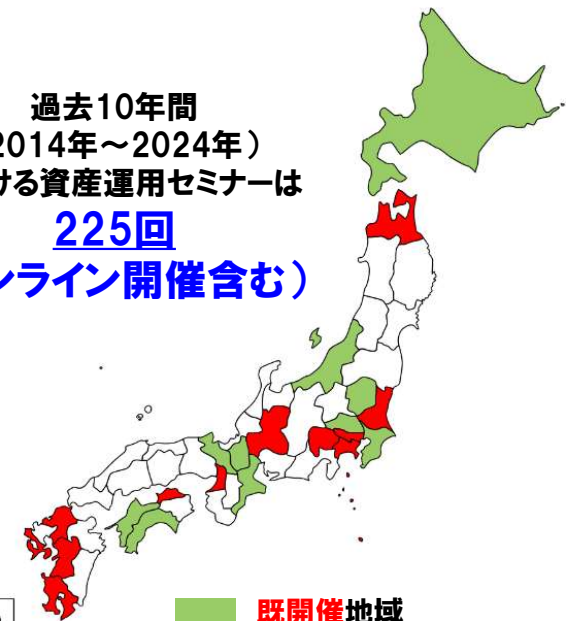 過去10年間
2014年～2024年）
ける資産運用セミナーは
225回
ンライン開催含む）
既開催地域